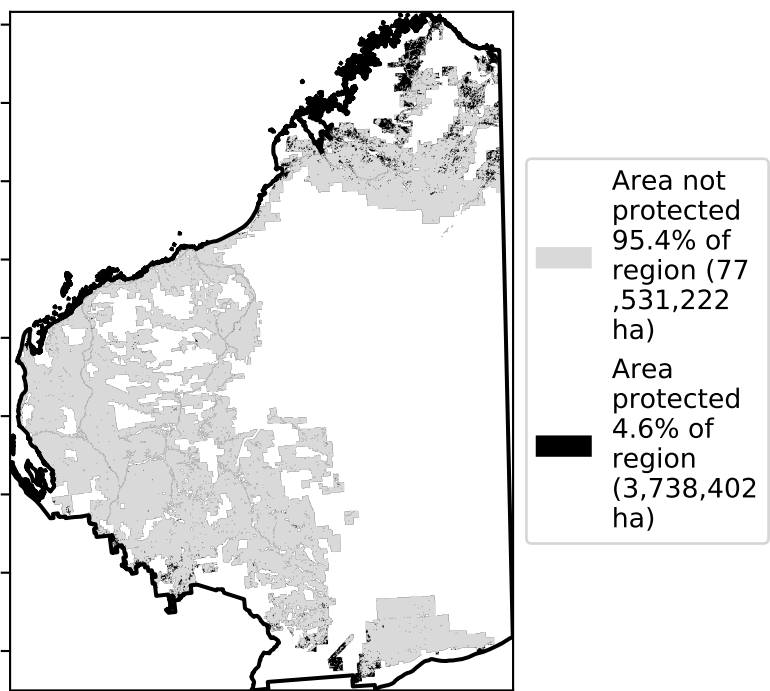 Area not
protected
95.4% of
region (77
,531,222
ha)
Area
protected
4.6% of
region
(3,738,402
ha)